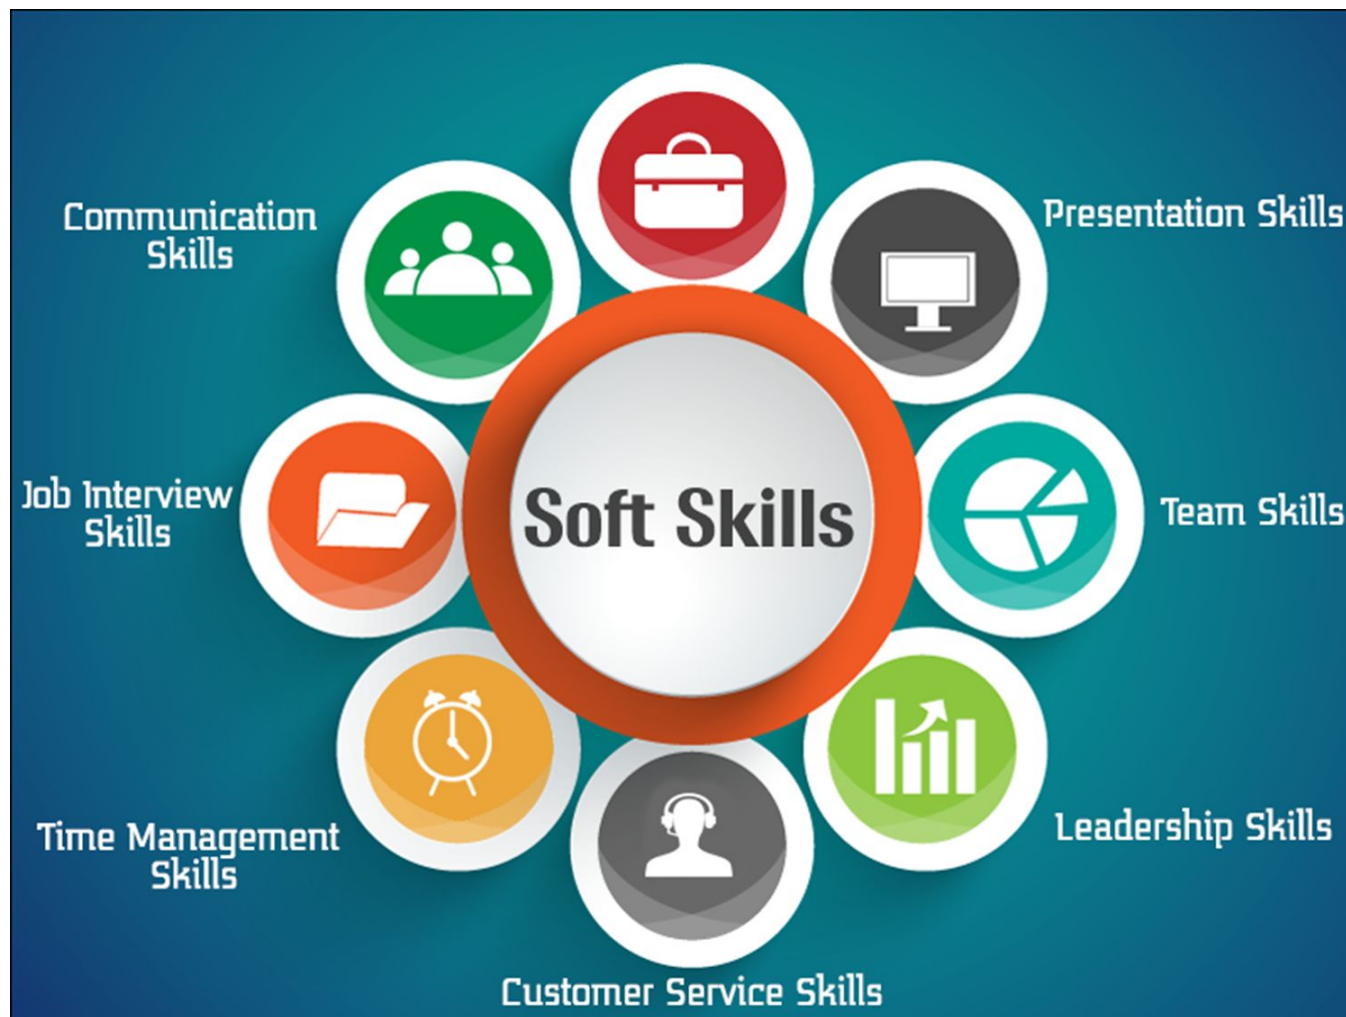 Communication
Skills
Presentation Skills
Job Interview
Skills
Soft Skills
Team Skills
Time Management
Skills
Leadership Skills
Customer Service Skills